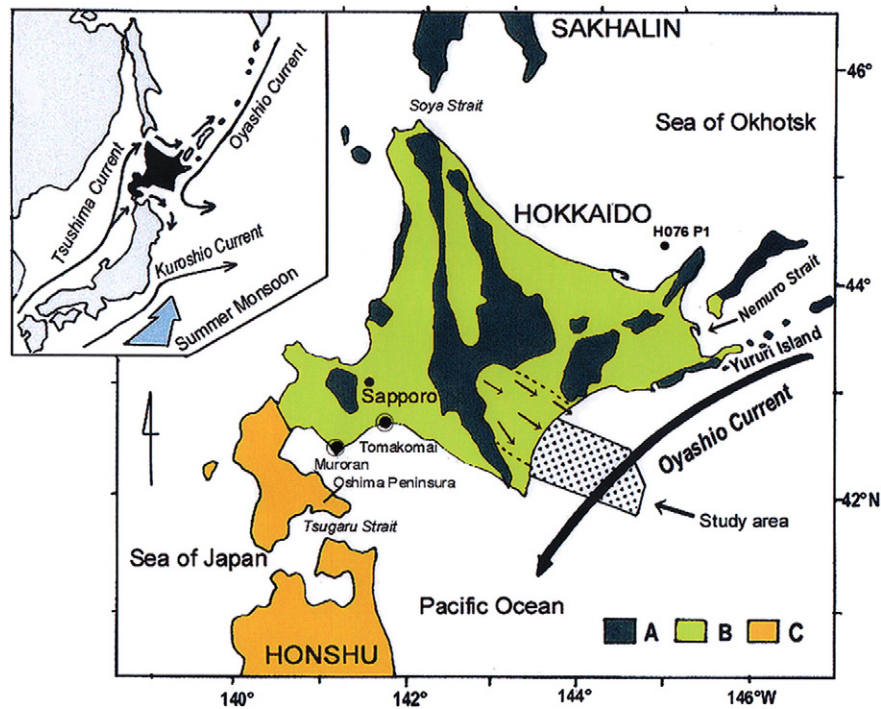 SAKHALIN
46°
Soya Strait
Sea of Okhotsk
Oyashio Current
Tsushima Current
HOKKAIDO
H076 P1
Kuroshio Current
Nemuro Strait
44°
Summer Monsoon
Yururi Island
Sapporo
Oyashio Current
Tomakomai
Muroran
Oshima Peninsura
42°N
Study area
Tsugaru Strait
Sea of Japan
Pacific Ocean
A B C
HONSHU
140° 142° 144° 146°W